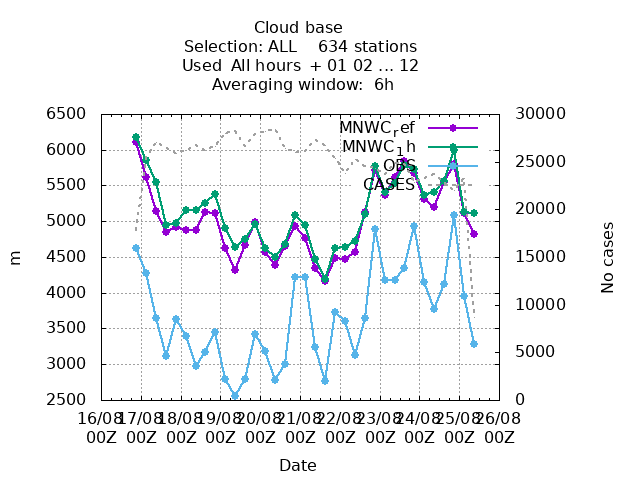 Cloud base
Selection: ALL    634 stations
Used  All hours  + 01 02 ... 12
Averaging window:  6h
6500
6000
5500
5000
4500
4000
3500
3000
2500
30000
25000
20000
15000
10000
5000
0
MNWC_ref
MNWC_1h
OBS
CASES
m
No cases
16/08 17/08 18/08 19/08 20/08 21/08 22/08 23/08 24/08 25/08 26/08
00Z 00Z 00Z 00Z 00Z 00Z 00Z 00Z 00Z 00Z 00Z
Date